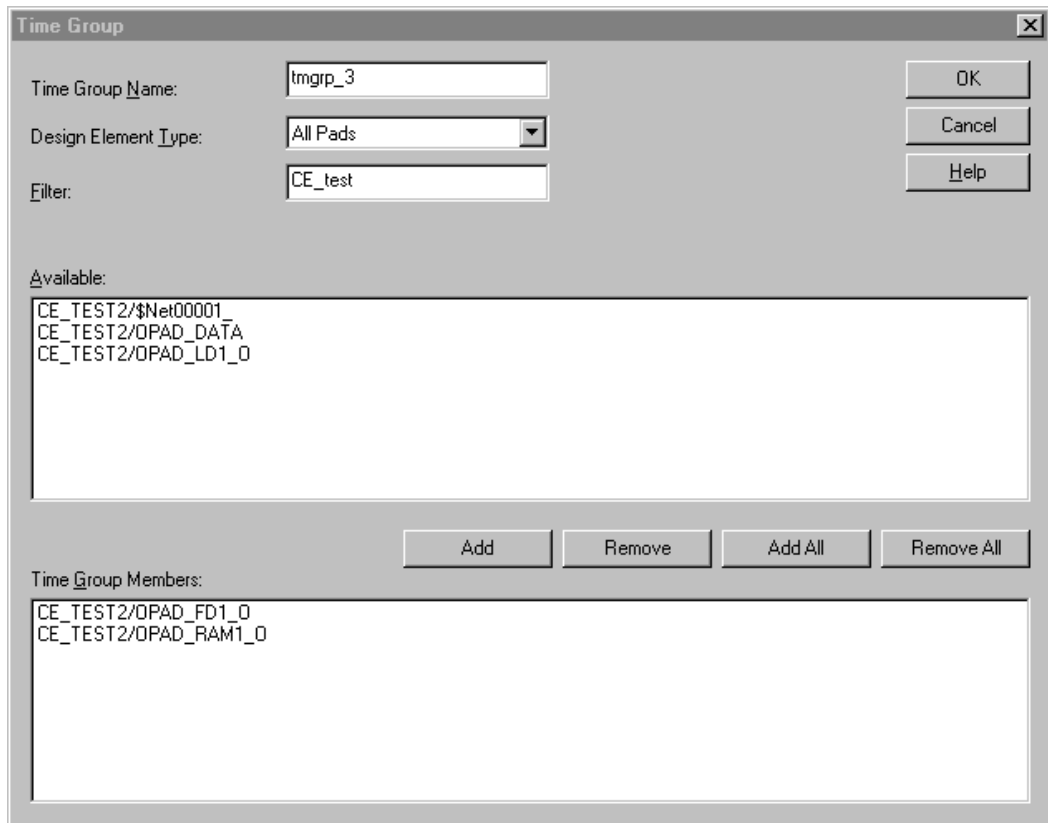 Time Group
Time Group Name:
tmgrp_3
OK
Design Element Type:
All Pads
Cancel
Filter:
CE_test
Help
Available:
CE_TEST2/$Net00001_
CE_TEST2/OPAD_DATA
CE_TEST2/OPAD_LD1_O
Add
Remove
Add All
Remove All
Time Group Members:
CE_TEST2/OPAD_FD1_O
CE_TEST2/OPAD_RAM1_O